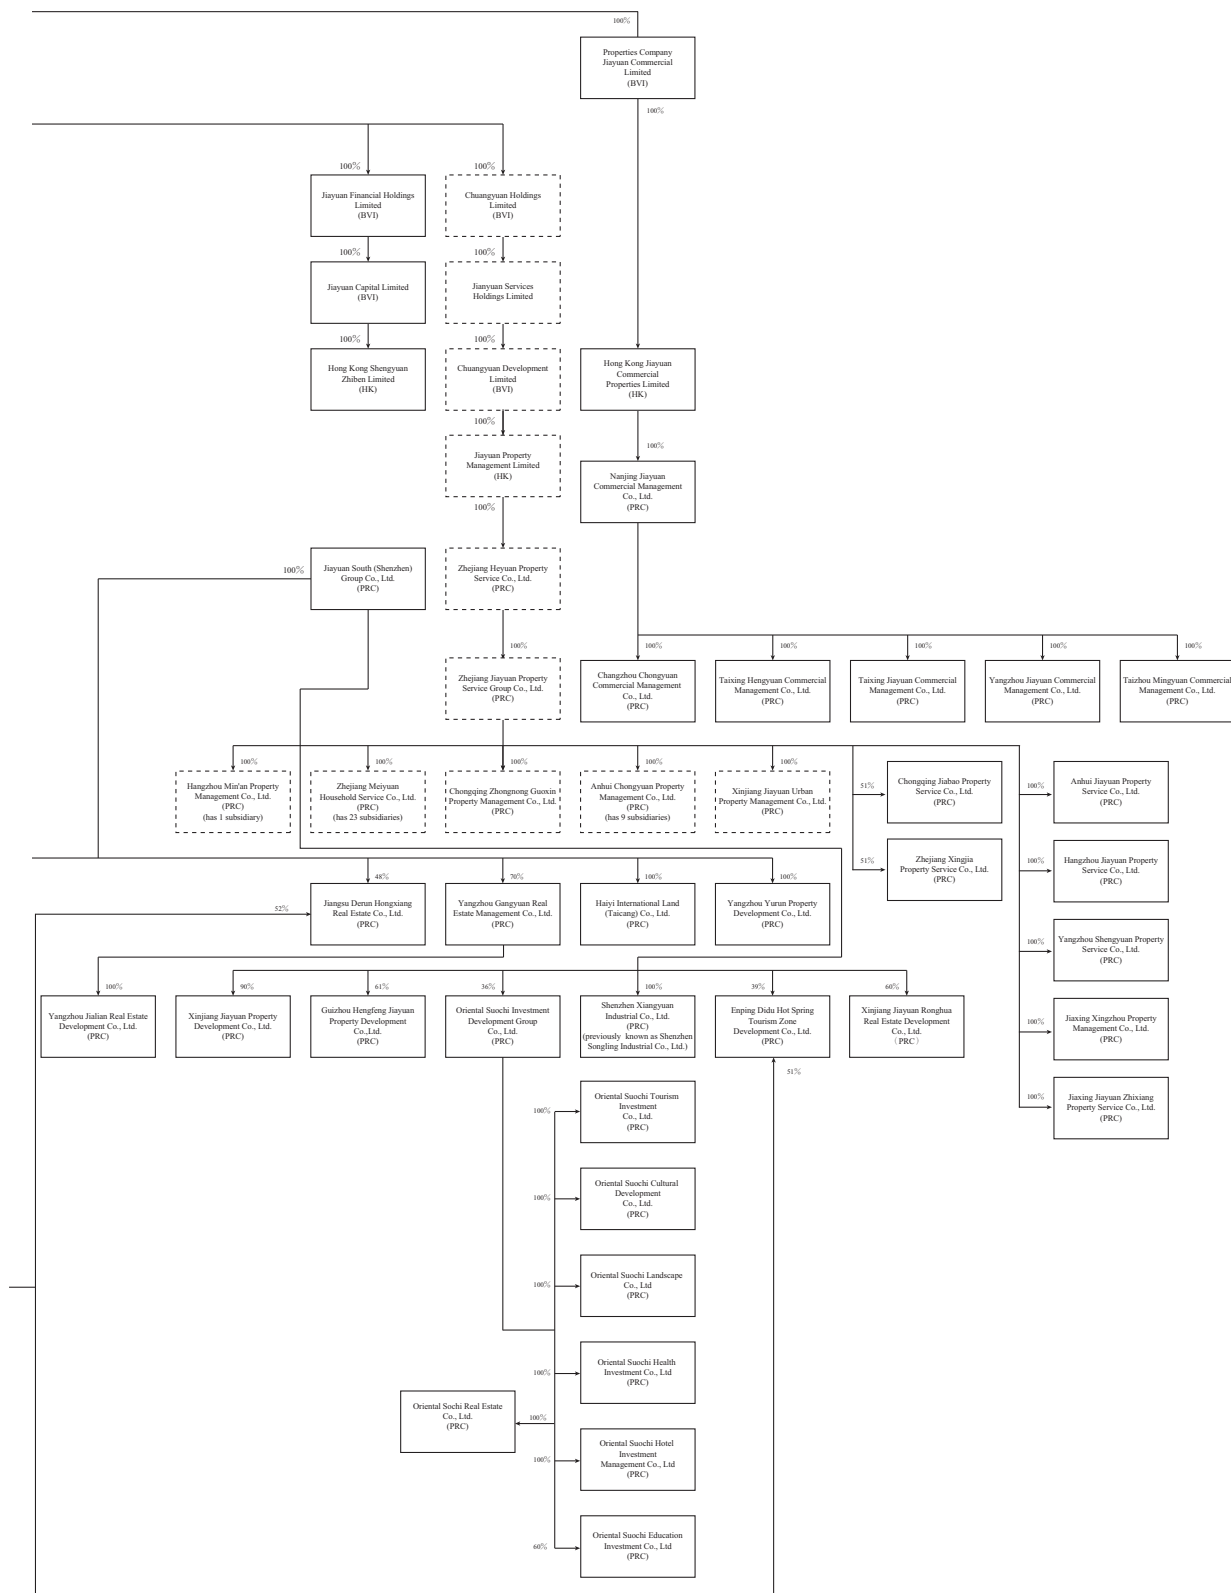 100%
Properties Company
Jiayuan Commercial
Limited
(BVI)
100%
100%
100%
Jiayuan Financial Holdings
Limited
(BVI)
Chuangyuan Holdings
Limited
(BVI)
100%
100%
Jiayuan Capital Limited
(BVI)
Jianyuan Services
Holdings Limited
100%
100%
Hong Kong Shengyuan
Zhiben Limited
(HK)
Chuangyuan Development
Limited
(BVI)
Hong Kong Jiayuan
Commercial
Properties Limited
(HK)
100%
100%
Jiayuan Property
Management Limited
(HK)
Nanjing Jiayuan
Commercial Management
Co., Ltd.
(PRC)
100%
100%
Jiayuan South (Shenzhen)
Group Co., Ltd.
(PRC)
Zhejiang Heyuan Property
Service Co., Ltd.
(PRC)
100%
100%
100%
100%
100%
100%
Zhejiang Jiayuan Property
Service Group Co., Ltd.
(PRC)
Changzhou Chongyuan
Commercial Management
Co., Ltd.
(PRC)
Taixing Hengyuan Commercial
Management Co., Ltd.
(PRC)
Taixing Jiayuan Commercial
Management Co., Ltd.
(PRC)
Yangzhou Jiayuan Commercial
Management Co., Ltd.
(PRC)
Taizhou Mingyuan Commercial
Management Co., Ltd.
(PRC)
100%
100%
100%
100%
100%
Hangzhou Min'an Property
Management Co., Ltd.
(PRC)
(has 1 subsidiary)
Zhejiang Meiyuan
Household Service Co., Ltd.
(PRC)
(has 23 subsidiaries)
Chongqing Zhongnong Guoxin
Property Management Co., Ltd.
(PRC)
Anhui Chongyuan Property
Management Co., Ltd.
(PRC)
(has 9 subsidiaries)
Xinjiang Jiayuan Urban
Property Management Co., Ltd.
(PRC)
51%
Chongqing Jiabao Property
Service Co., Ltd.
(PRC)
100%
Anhui Jiayuan Property
Service Co., Ltd.
(PRC)
51%
Zhejiang Xingjia
Property Service Co., Ltd.
(PRC)
100%
Hangzhou Jiayuan Property
Service Co., Ltd.
(PRC)
48%
70%
100%
100%
52%
Jiangsu Derun Hongxiang
Real Estate Co., Ltd.
(PRC)
Yangzhou Gangyuan Real
Estate Management Co., Ltd.
(PRC)
Haiyi International Land
(Taicang) Co., Ltd.
(PRC)
Yangzhou Yurun Property
Development Co., Ltd.
(PRC)
100%
Yangzhou Shengyuan Property
Service Co., Ltd.
(PRC)
100%
90%
61%
36%
100%
39%
60%
Yangzhou Jialian Real Estate
Development Co., Ltd.
(PRC)
Xinjiang Jiayuan Property
Development Co., Ltd.
(PRC)
Guizhou Hengfeng Jiayuan
Property Development
Co.,Ltd.
(PRC)
Oriental Suochi Investment
Development Group
Co., Ltd.
(PRC)
Shenzhen Xiangyuan
Industrial Co., Ltd.
(PRC)
(previously known as Shenzhen
Songling Industrial Co., Ltd.)
Enping Didu Hot Spring
Tourism Zone
Development Co., Ltd.
(PRC)
Xinjiang Jiayuan Ronghua
Real Estate Development
Co., Ltd.
(PRC)
100%
Jiaxing Xingzhou Property
Management Co., Ltd.
(PRC)
51%
100%
Jiaxing Jiayuan Zhixiang
Property Service Co., Ltd.
(PRC)
100%
Oriental Suochi Tourism
Investment
Co., Ltd.
(PRC)
100%
Oriental Suochi Cultural
Development
Co., Ltd.
(PRC)
100%
Oriental Suochi Landscape
Co., Ltd
(PRC)
100%
Oriental Suochi Health
Investment Co., Ltd
(PRC)
Oriental Sochi Real Estate
Co., Ltd.
(PRC)
100%
100%
Oriental Suochi Hotel
Investment
Management Co., Ltd
(PRC)
60%
Oriental Suochi Education
Investment Co., Ltd
(PRC)